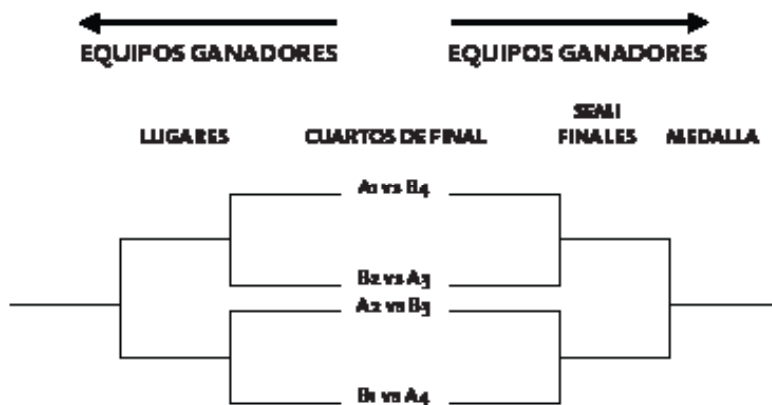 EQUIPOS GANADORES EQUIPOS GANADORES
LUGARES CUARTOS DE FINAL SEMI FINALES MEDALLA
A1 vs B4
B2 vs A3
A2 vs B3
B1 vs A4